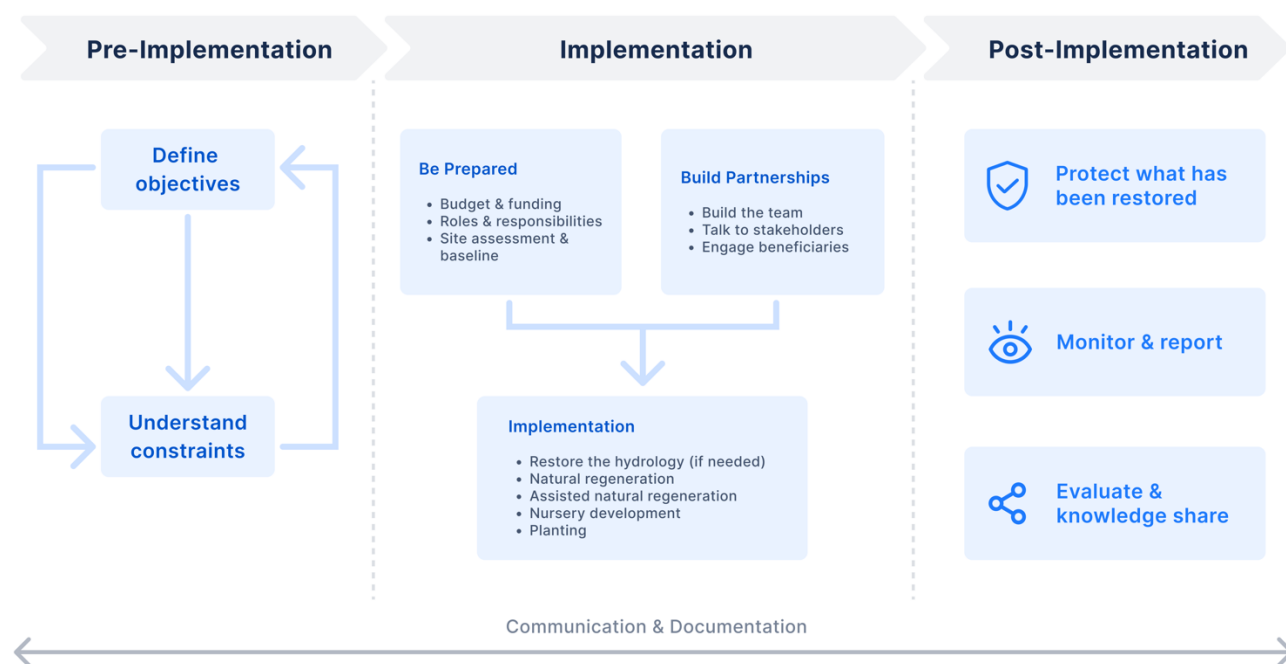 Pre-Implementation
Implementation
Post-Implementation
Define
objectives
Understand
constraints
Be Prepared
• Budget & funding
• Roles & responsibilities
• Site assessment &
baseline
Build Partnerships
• Build the team
• Talk to stakeholders
• Engage beneficiaries
Implementation
• Restore the hydrology (if needed)
• Natural regeneration
• Assisted natural regeneration
• Nursery development
• Planting
Protect what has
been restored
Monitor & report
Evaluate &
knowledge share
Communication & Documentation